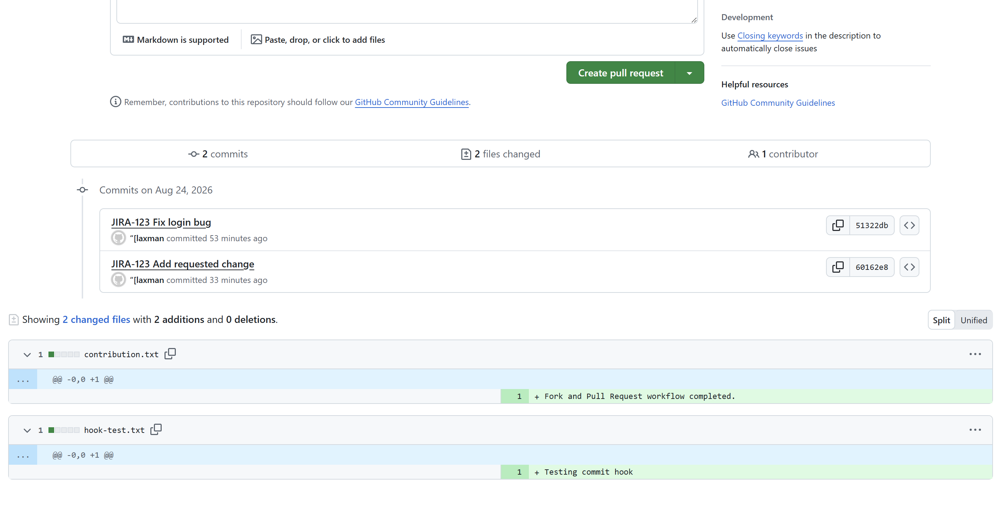 Development
Use Closing keywords in the description to
automatically close issues
Markdown is supported
Paste, drop, or click to add files
Create pull request
Helpful resources
GitHub Community Guidelines
Remember, contributions to this repository should follow our GitHub Community Guidelines.
2 commits
2 files changed
1 contributor
Commits on Aug 24, 2026
JIRA-123 Fix login bug
“[laxman committed 53 minutes ago
51322db
JIRA-123 Add requested change
“[laxman committed 33 minutes ago
60162e8
Showing 2 changed files with 2 additions and 0 deletions.
Split Unified
1 contribution.txt
... @@ -0,0 +1 @@
1 + Fork and Pull Request workflow completed.
1 hook-test.txt
... @@ -0,0 +1 @@
1 + Testing commit hook